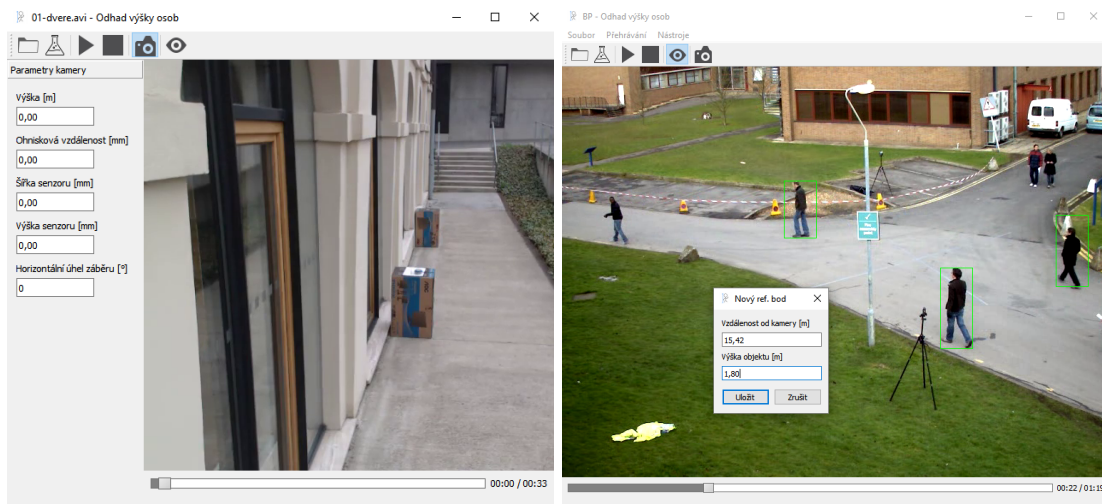 01-dvere.avi - Odhad výšky osob
Parametry kamery
Výška [m]
0,00
Ohnisková vzdálenost [mm]
0,00
Šířka senzoru [mm]
0,00
Výška senzoru [mm]
0,00
Horizontální úhel záběru [°]
0
00:00 / 00:33
BP - Odhad výšky osob
Soubor Přehrávání Nástroje
Nový ref. bod
Vzdálenost od kamery [m]
15,42
Výška objektu [m]
1,80
Uložit Zrušit
00:22 / 01:19